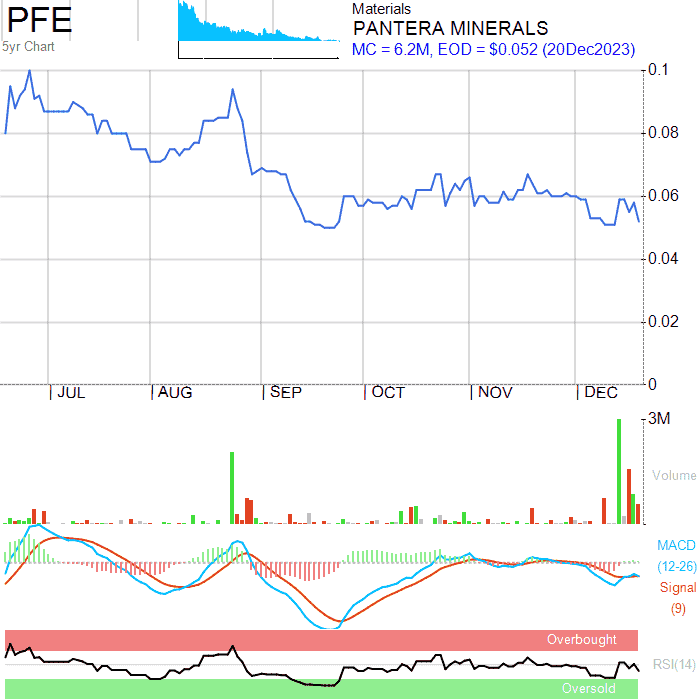 PFE
5yr Chart
Materials
PANTERA MINERALS
MC = 6.2M, EOD = $0.052 (20Dec2023)
0.1
0.08
0.06
0.04
0.02
0
JUL AUG SEP OCT NOV DEC
3M
Volume
MACD
(12-26)
Signal
(9)
Overbought
RSI(14)
Oversold